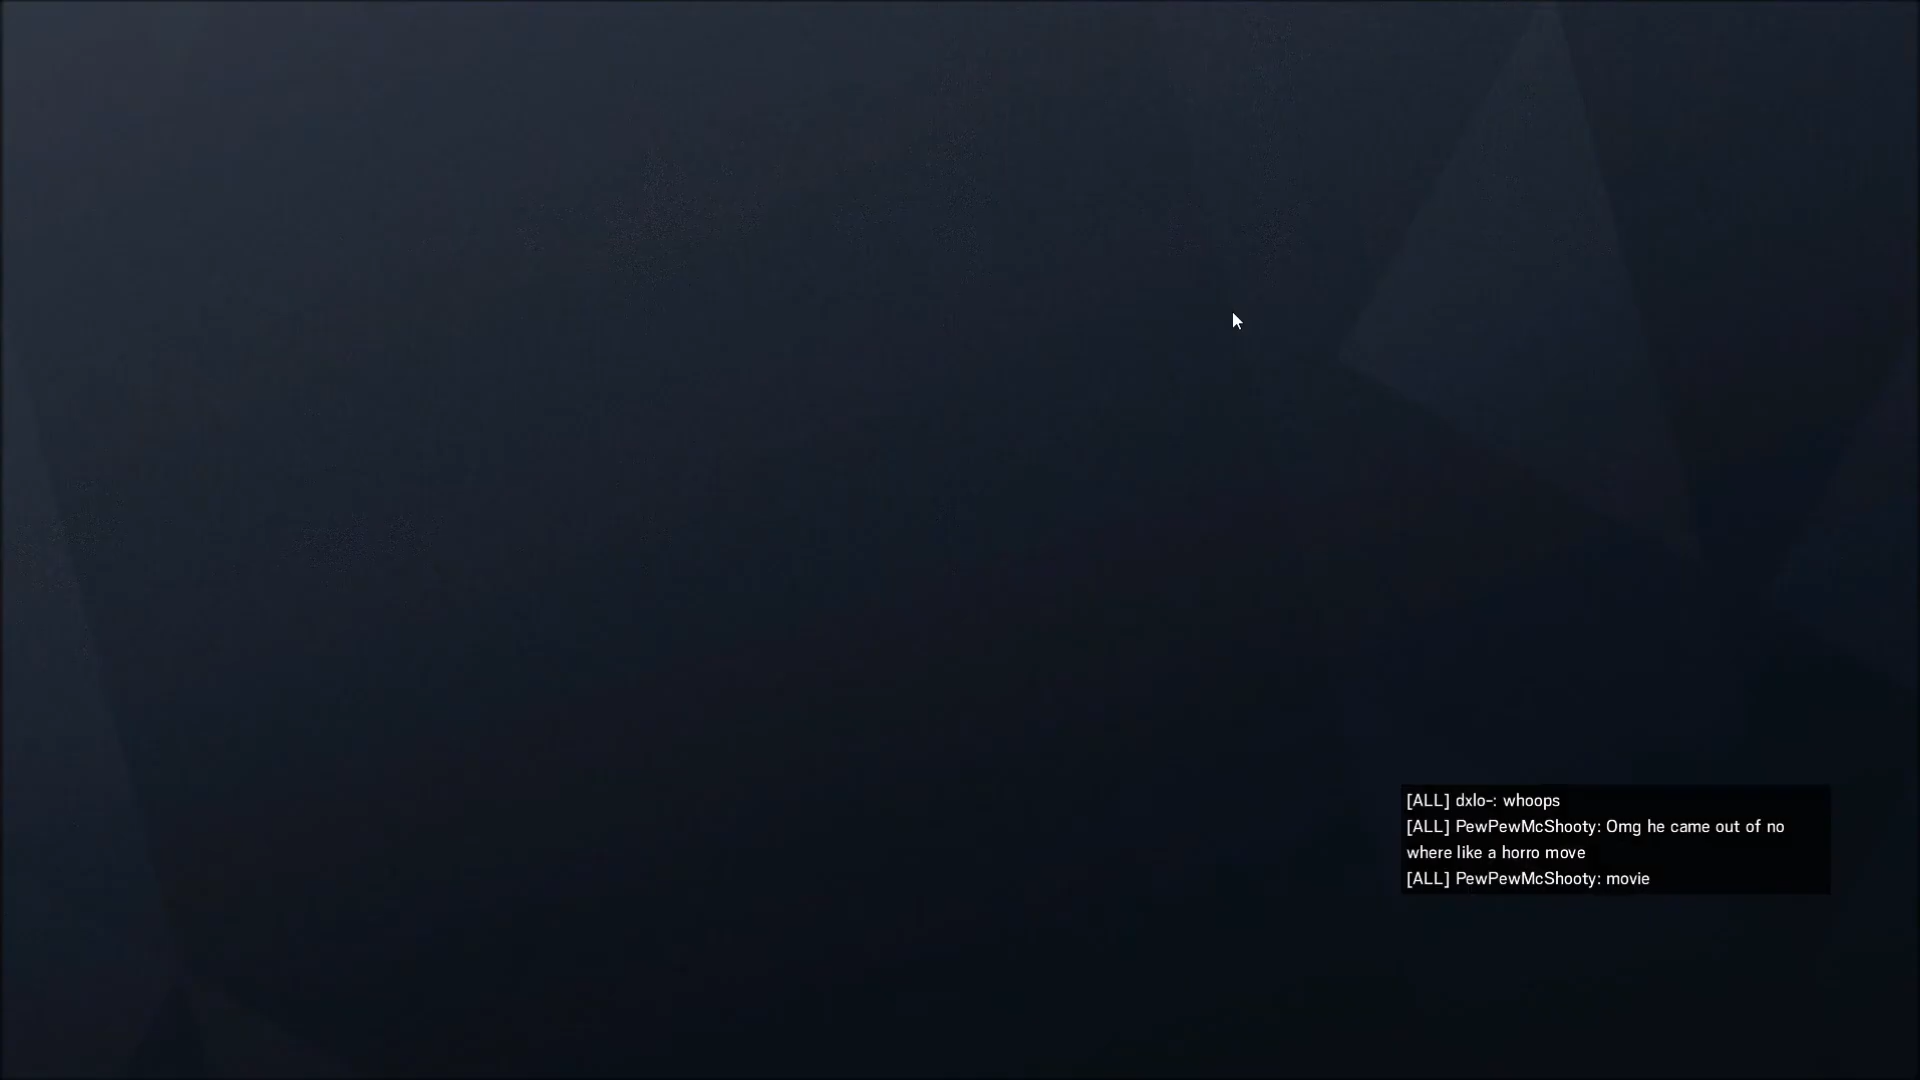 [ALL] dxlo-: whoops
[ALL] PewPewMcShooty: Omg he came out of no
where like a horro move
[ALL] PewPewMcShooty: movie